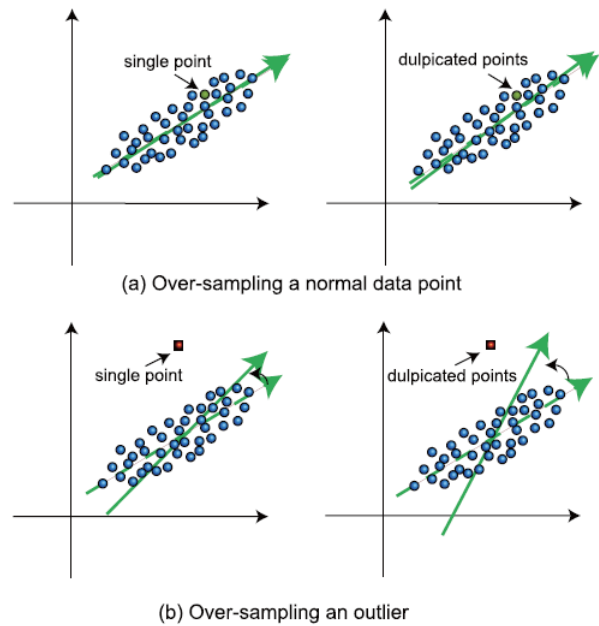 single point
dulpicated points
(a) Over-sampling a normal data point
single point
dulpicated points
(b) Over-sampling an outlier